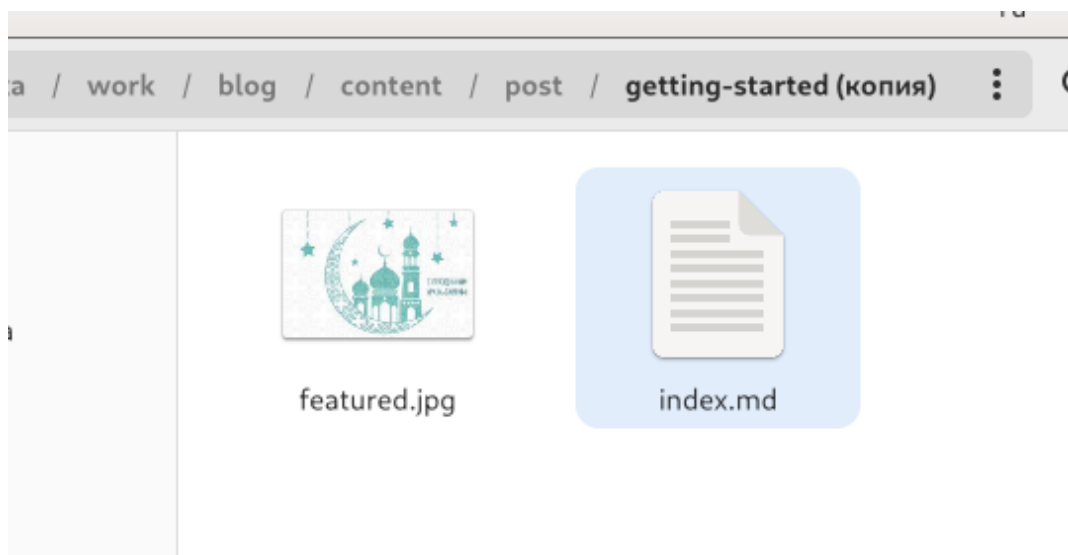 / work / blog / content / post / getting-started (копия)
featured.jpg
index.md